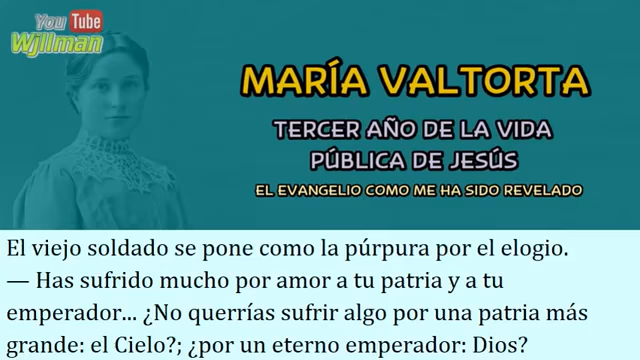 You Tube
Wjllman
MARÍA VALTORTA
TERCER AÑO DE LA VIDA
PÚBLICA DE JESÚS
EL EVANGELIO COMO ME HA SIDO REVELADO
El viejo soldado se pone como la púrpura por el elogio.
— Has sufrido mucho por amor a tu patria y a tu
emperador... ¿No querrías sufrir algo por una patria más
grande: el Cielo?; ¿por un eterno emperador: Dios?